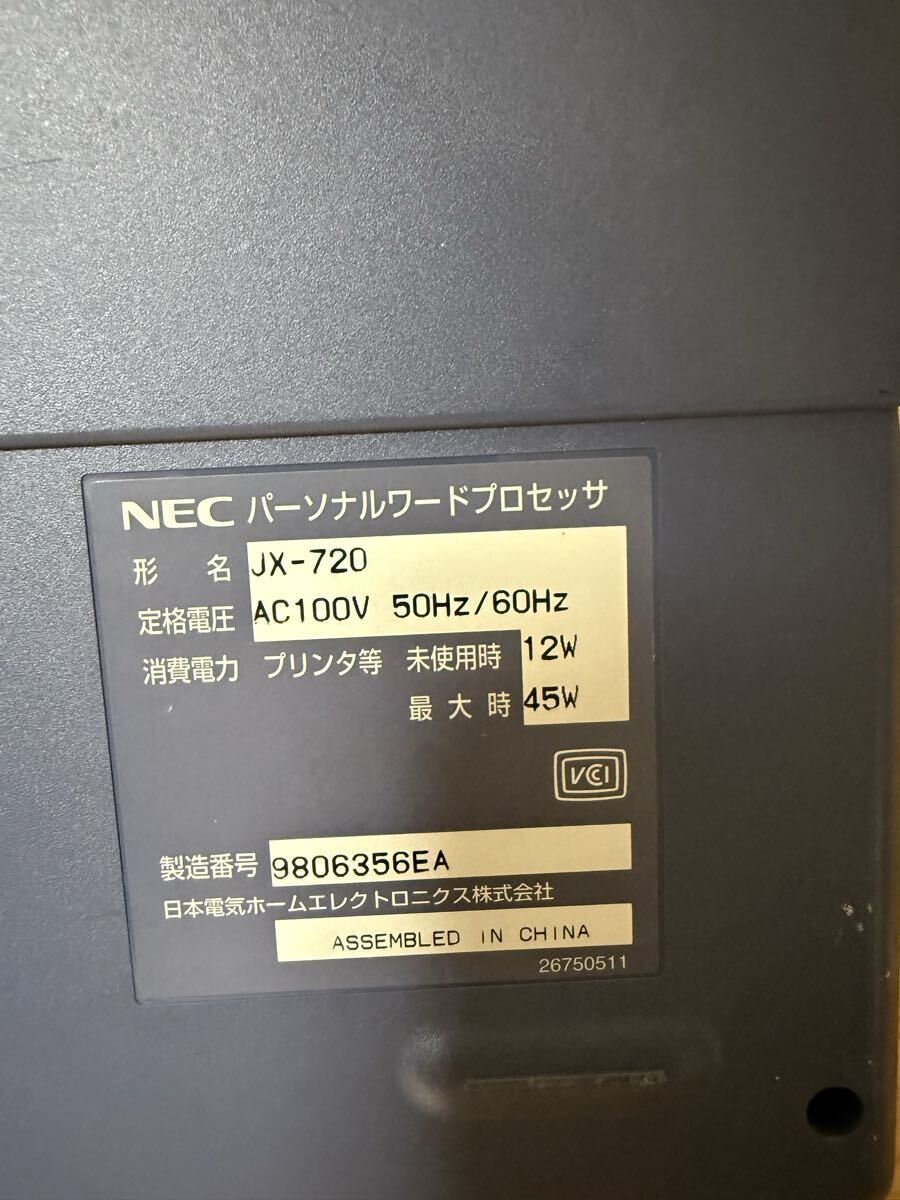 NEC パーソナルワードプロセッサ
形 名 JX-720
定格電圧 AC100V 50Hz/60Hz
消費電力 プリンタ等 未使用時 12W
最大時 45W
VCCI
製造番号 9806356EA
日本電気ホームエレクトロニクス株式会社
ASSEMBLED IN CHINA
26750511